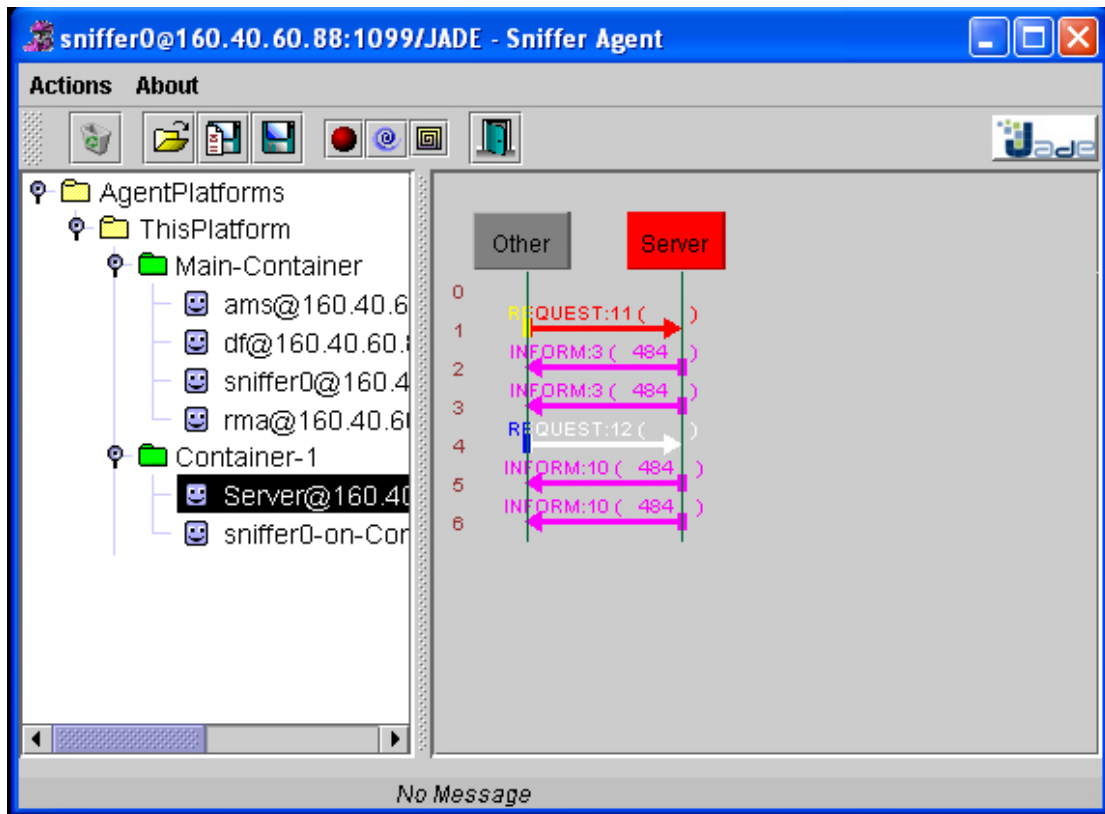 sniffer0@160.40.60.88:1099/JADE - Sniffer Agent
Actions About
Jade
AgentPlatforms
ThisPlatform
Main-Container
ams@160.40.6
df@160.40.60.
sniffer0@160.4
rma@160.40.6
Container-1
Server@160.40
sniffer0-on-Cor
Other Server
0
REQUEST:11 ( )
1
INFORM:3 ( 484 )
2
INFORM:3 ( 484 )
3
REQUEST:12 ( )
4
INFORM:10 ( 484 )
5
INFORM:10 ( 484 )
6
No Message